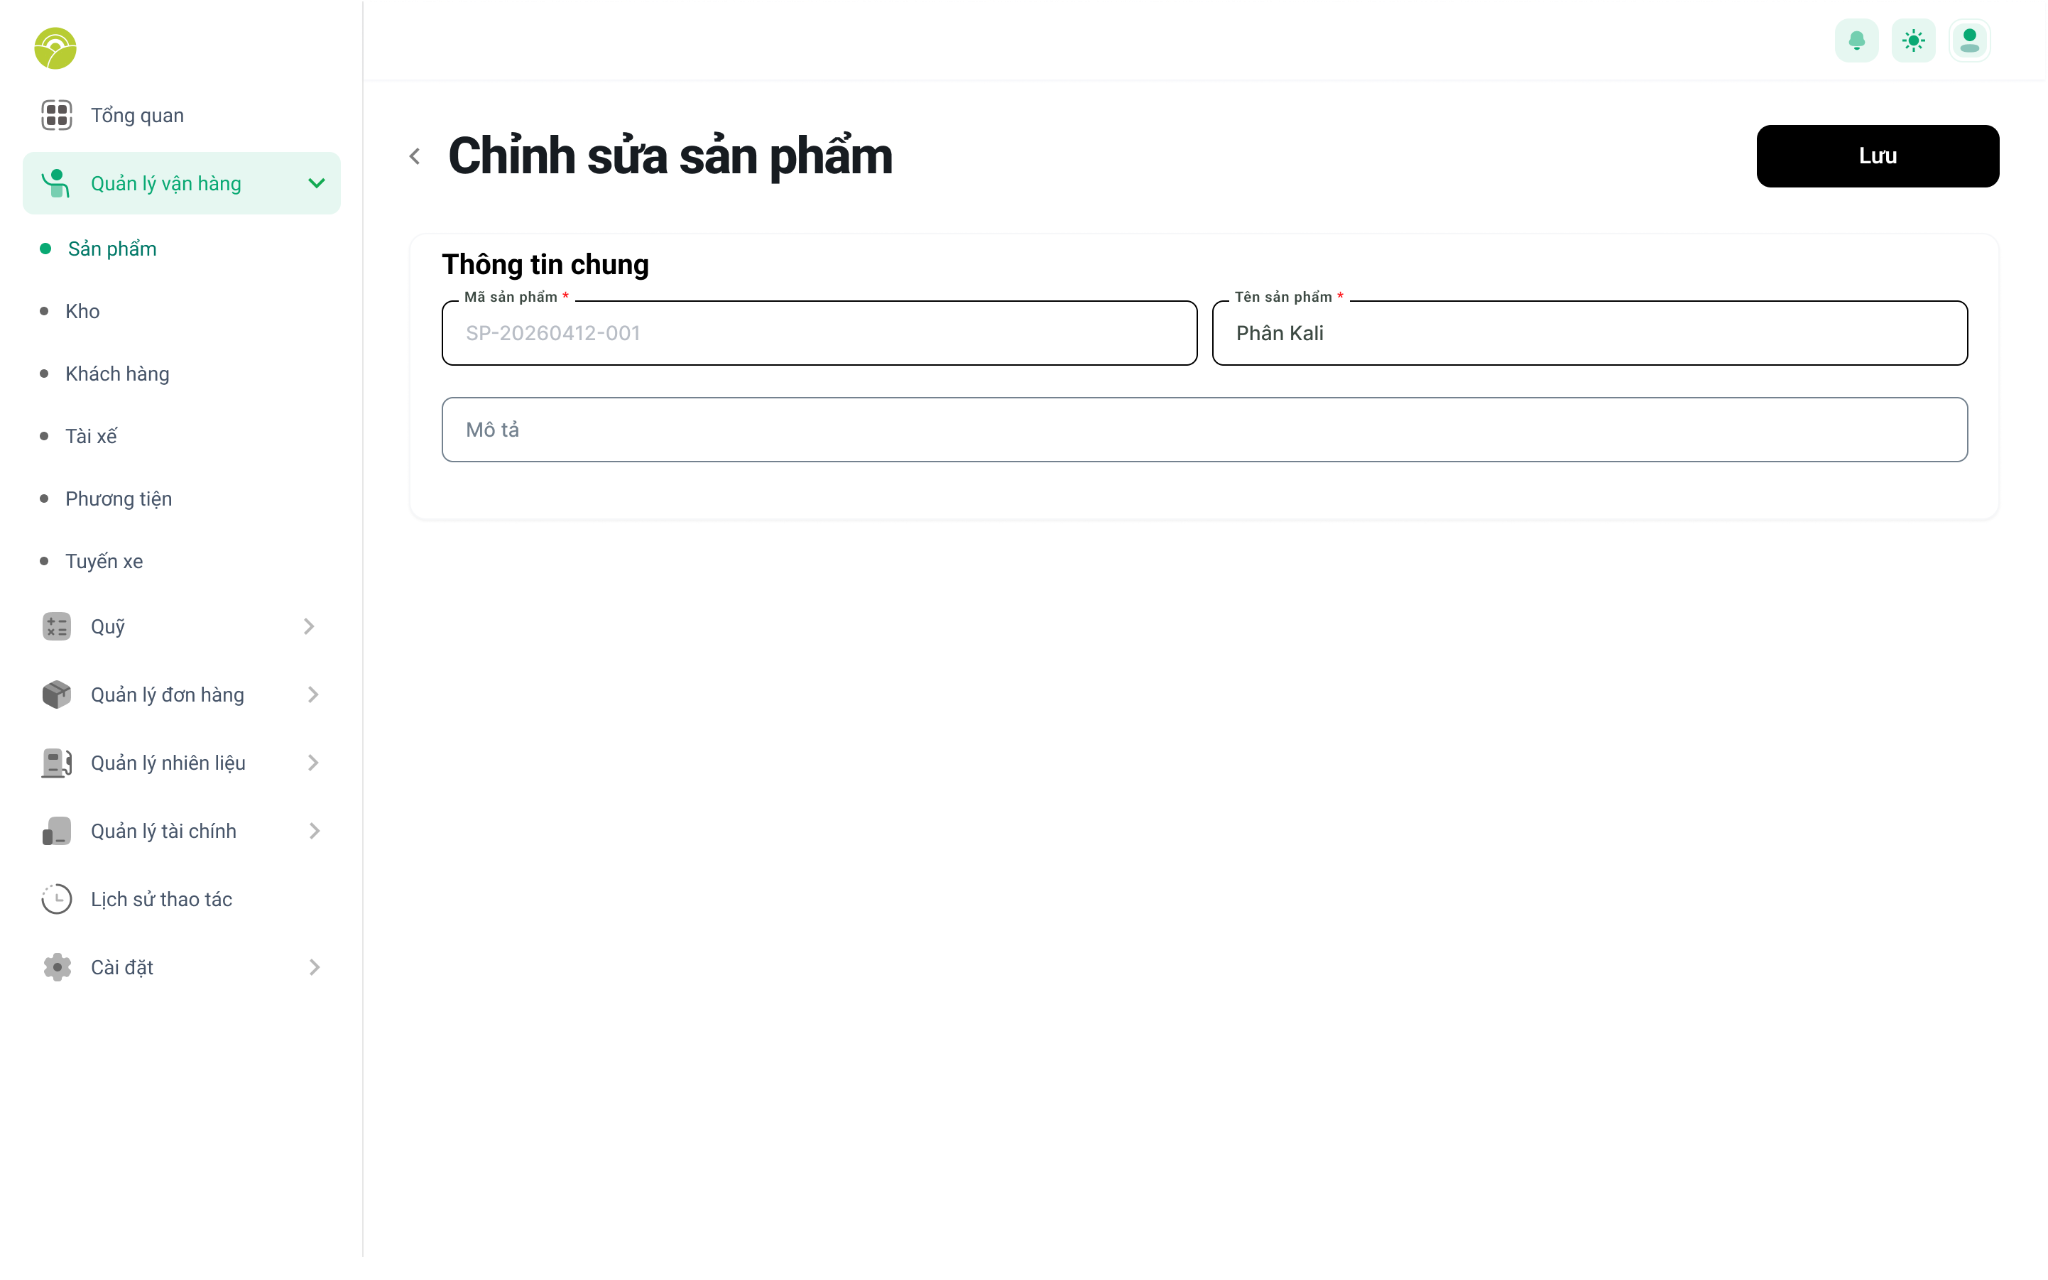 Tổng quan
Quản lý vận hàng
Sản phẩm
Kho
Khách hàng
Tài xế
Phương tiện
Tuyến xe
Quỹ
Quản lý đơn hàng
Quản lý nhiên liệu
Quản lý tài chính
Lịch sử thao tác
Cài đặt
Chỉnh sửa sản phẩm
Lưu
Thông tin chung
Mã sản phẩm *
SP-20260412-001
Tên sản phẩm *
Phân Kali
Mô tả